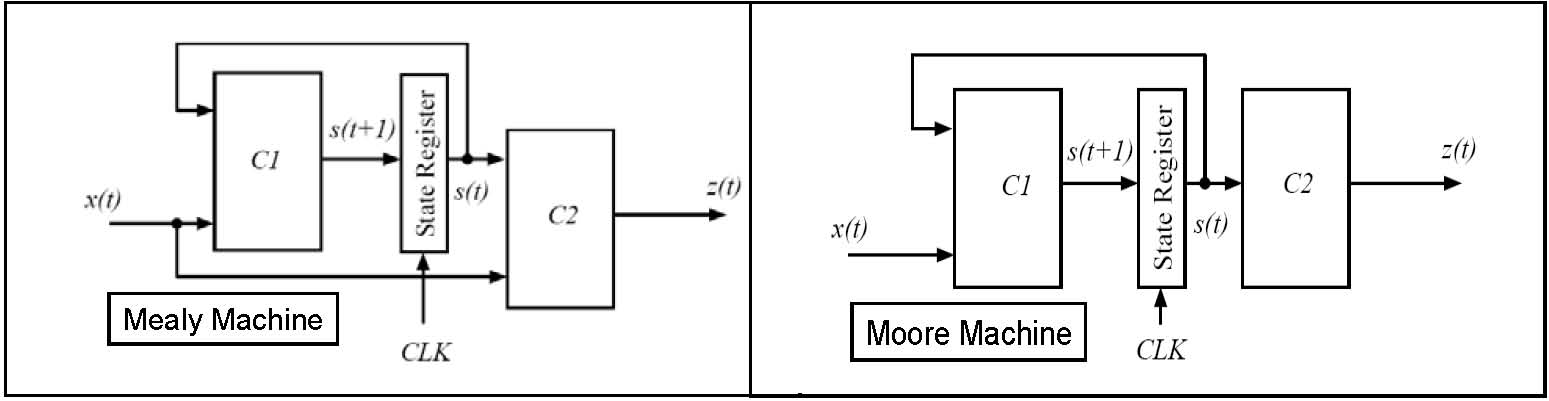 s(t+1)
State Register
C1
s(t)
x(t)
C2
z(t)
Mealy Machine
CLK
s(t+1)
State Register
C1
C2
z(t)
x(t)
s(t)
Moore Machine
CLK